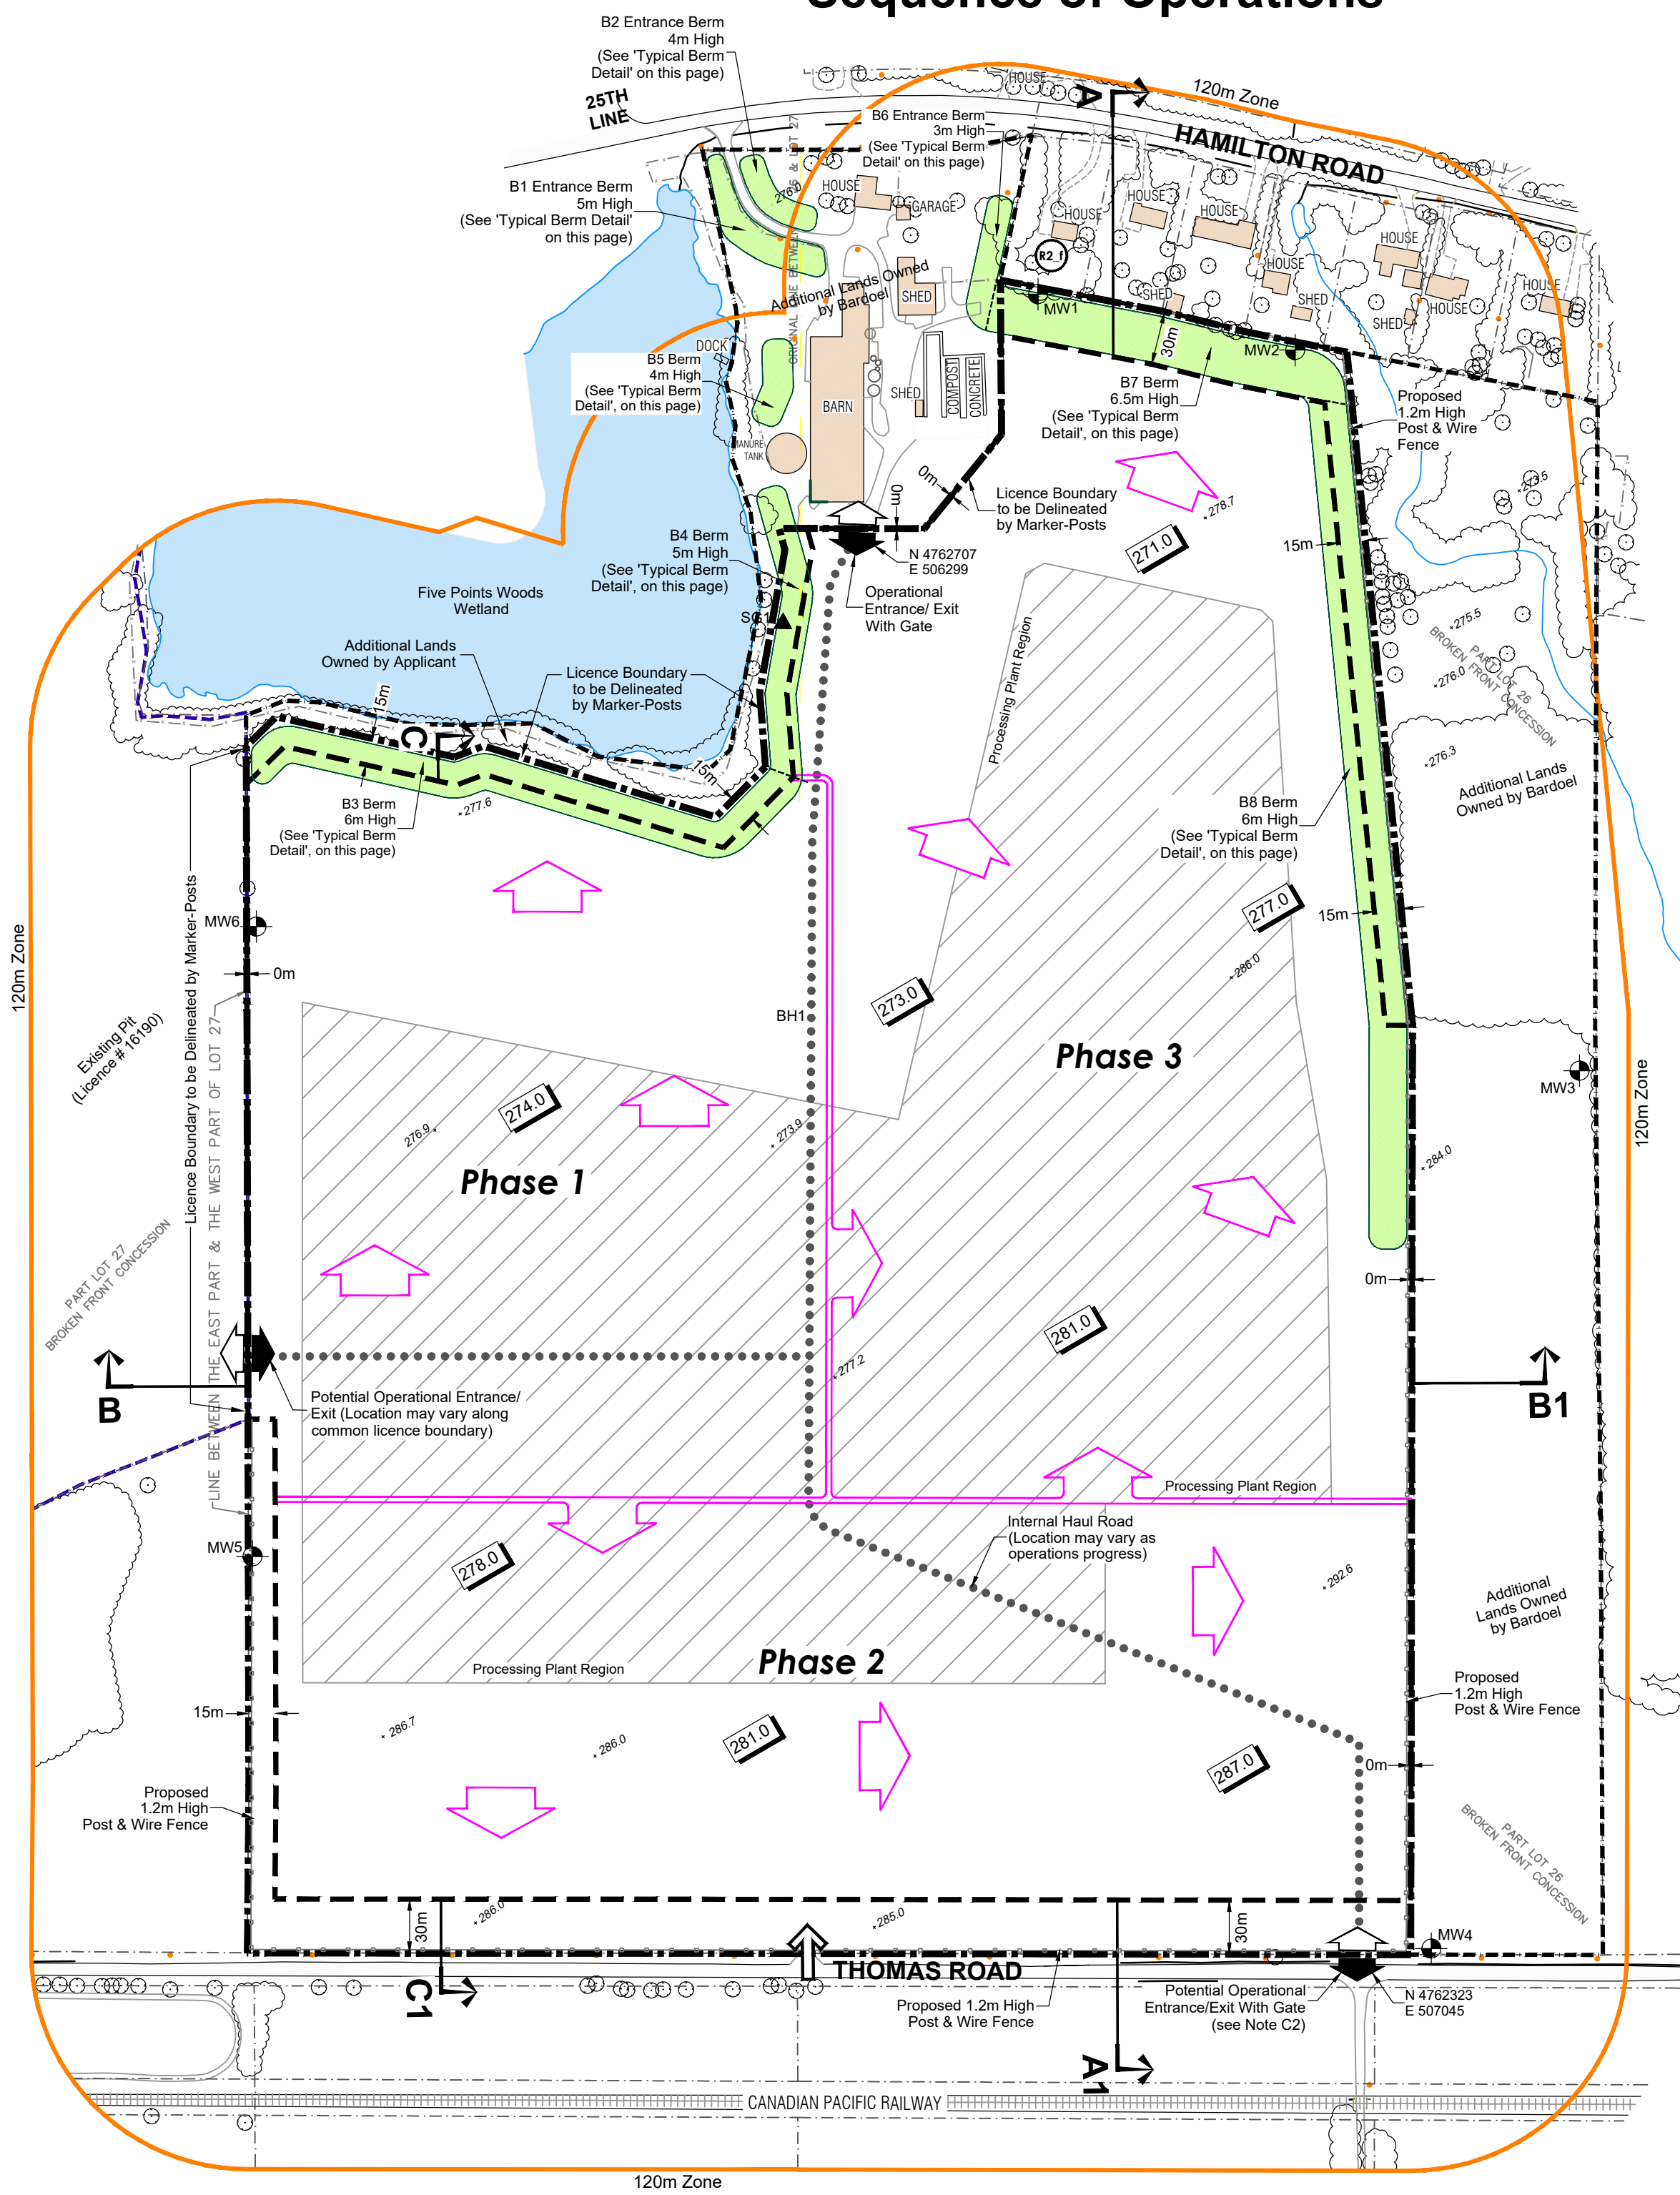 Sequence of Operations
B2 Entrance Berm
4m High
(See 'Typical Berm
Detail' on this page)
25TH
LINE
HOUSE
A
120m Zone
HAMILTON ROAD
B6 Entrance Berm
3m High
(See 'Typical Berm
Detail' on this page)
B1 Entrance Berm
5m High
(See 'Typical Berm Detail'
on this page)
276.0
HOUSE
GARAGE
HOUSE
HOUSE
HOUSE
HOUSE
HOUSE
HOUSE
HOUSE
R2_f
SHED
SHED
SHED
MW1
MW2
30m
Additional Lands Owned
by Bardoel
SHED
DOCK
B5 Berm
4m High
(See 'Typical Berm
Detail', on this page)
BARN
SHED
COMPOST
CONCRETE
MANURE
TANK
B7 Berm
6.5m High
(See 'Typical Berm
Detail', on this page)
Proposed
1.2m High
Post & Wire
Fence
273.5
0m
0m
Licence Boundary
to be Delineated
by Marker-Posts
278.7
271.0
15m
B4 Berm
5m High
(See 'Typical Berm
Detail', on this page)
N 4762707
E 506299
Operational
Entrance/ Exit
With Gate
Five Points Woods
Wetland
SG1
Additional Lands
Owned by Applicant
Licence Boundary
to be Delineated
by Marker-Posts
Processing Plant Region
275.5
276.0
PART LOT 26
BROKEN FRONT CONCESSION
276.3
Additional Lands
Owned by Bardoel
15m
C
15m
277.6
B3 Berm
6m High
(See 'Typical Berm
Detail', on this page)
B8 Berm
6m High
(See 'Typical Berm
Detail', on this page)
277.0
15m
286.0
MW6
0m
120m Zone
Existing Pit
(Licence # 16190)
Licence Boundary to be Delineated by Marker-Posts
LINE BETWEEN THE EAST PART & THE WEST PART OF LOT 27
273.0
BH1
Phase 3
274.0
276.9
273.9
Phase 1
MW3
120m Zone
284.0
PART LOT 27
BROKEN FRONT CONCESSION
0m
281.0
277.2
B
B1
Potential Operational Entrance/
Exit (Location may vary along
common licence boundary)
Processing Plant Region
Internal Haul Road
(Location may vary as
operations progress)
MW5
278.0
292.6
Additional
Lands Owned
by Bardoel
Phase 2
Processing Plant Region
Proposed
1.2m High
Post & Wire Fence
15m
286.7
286.0
281.0
287.0
0m
Proposed
1.2m High
Post & Wire Fence
PART LOT 26
BROKEN FRONT CONCESSION
30m
286.0
285.0
30m
MW4
THOMAS ROAD
C1
Proposed 1.2m High
Post & Wire Fence
Potential Operational
Entrance/Exit With Gate
(see Note C2)
N 4762323
E 507045
A1
CANADIAN PACIFIC RAILWAY
120m Zone